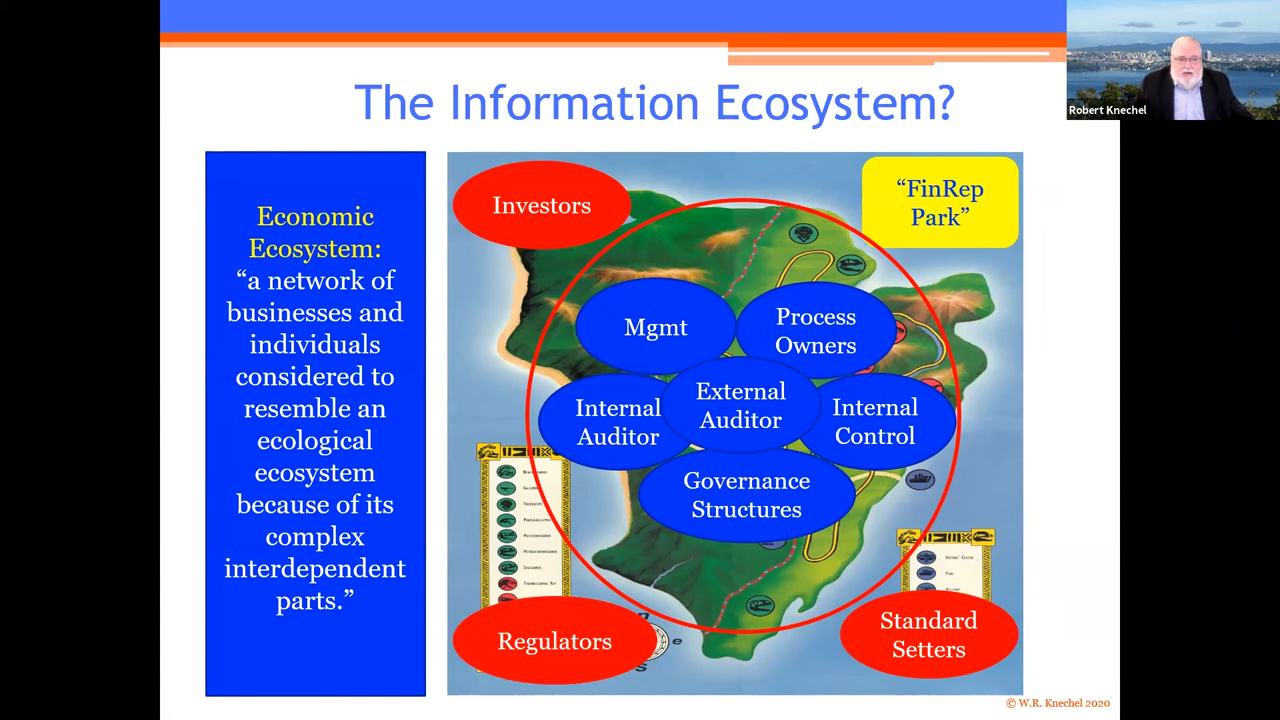 The Information Ecosystem?
Robert Knechel
Economic
Ecosystem:
“a network of
businesses and
individuals
considered to
resemble an
ecological
ecosystem
because of its
complex
interdependent
parts.”
Investors
“FinRep
Park”
Mgmt
Process
Owners
Internal
Auditor
External
Auditor
Internal
Control
Governance
Structures
Regulators
Standard
Setters
© W.R. Knechel 2020